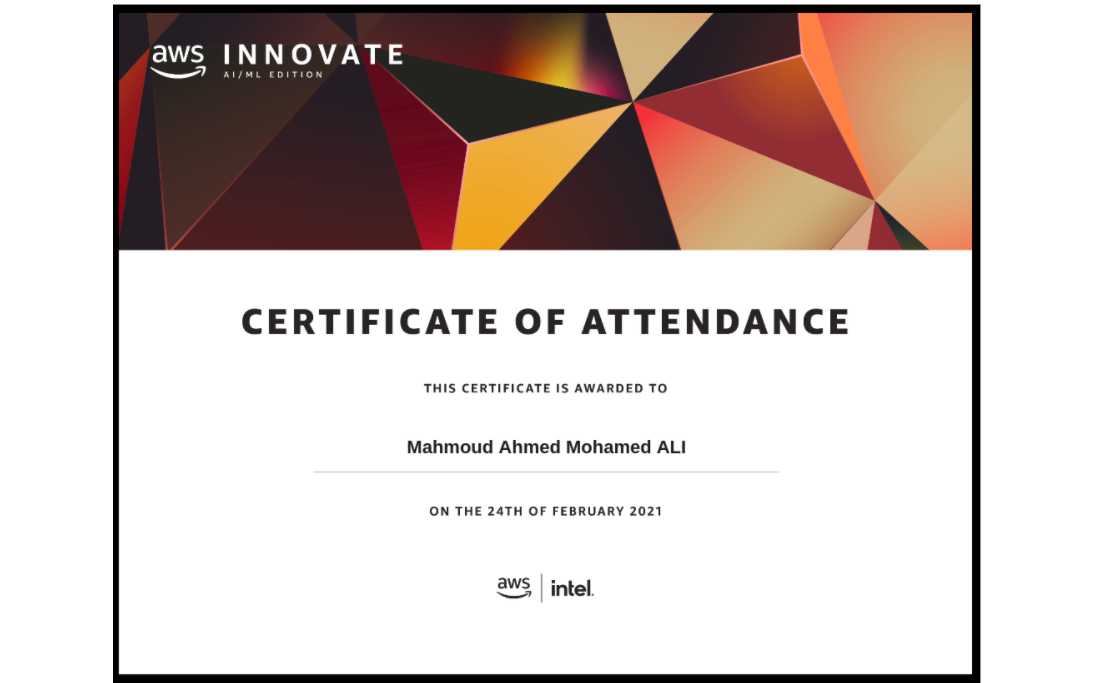 aws INNOVATE
AI/ML EDITION
CERTIFICATE OF ATTENDANCE
THIS CERTIFICATE IS AWARDED TO
Mahmoud Ahmed Mohamed ALI
ON THE 24TH OF FEBRUARY 2021
aws intel.